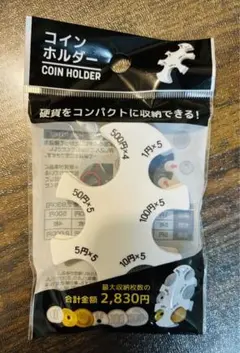 コイン
ホルダー
COIN HOLDER
硬貨をコンパクトに収納できる!
500円×4
1円×5
50円×5
100円×5
5円×5
10円×5
最大収納枚数の
合計金額 2,830円